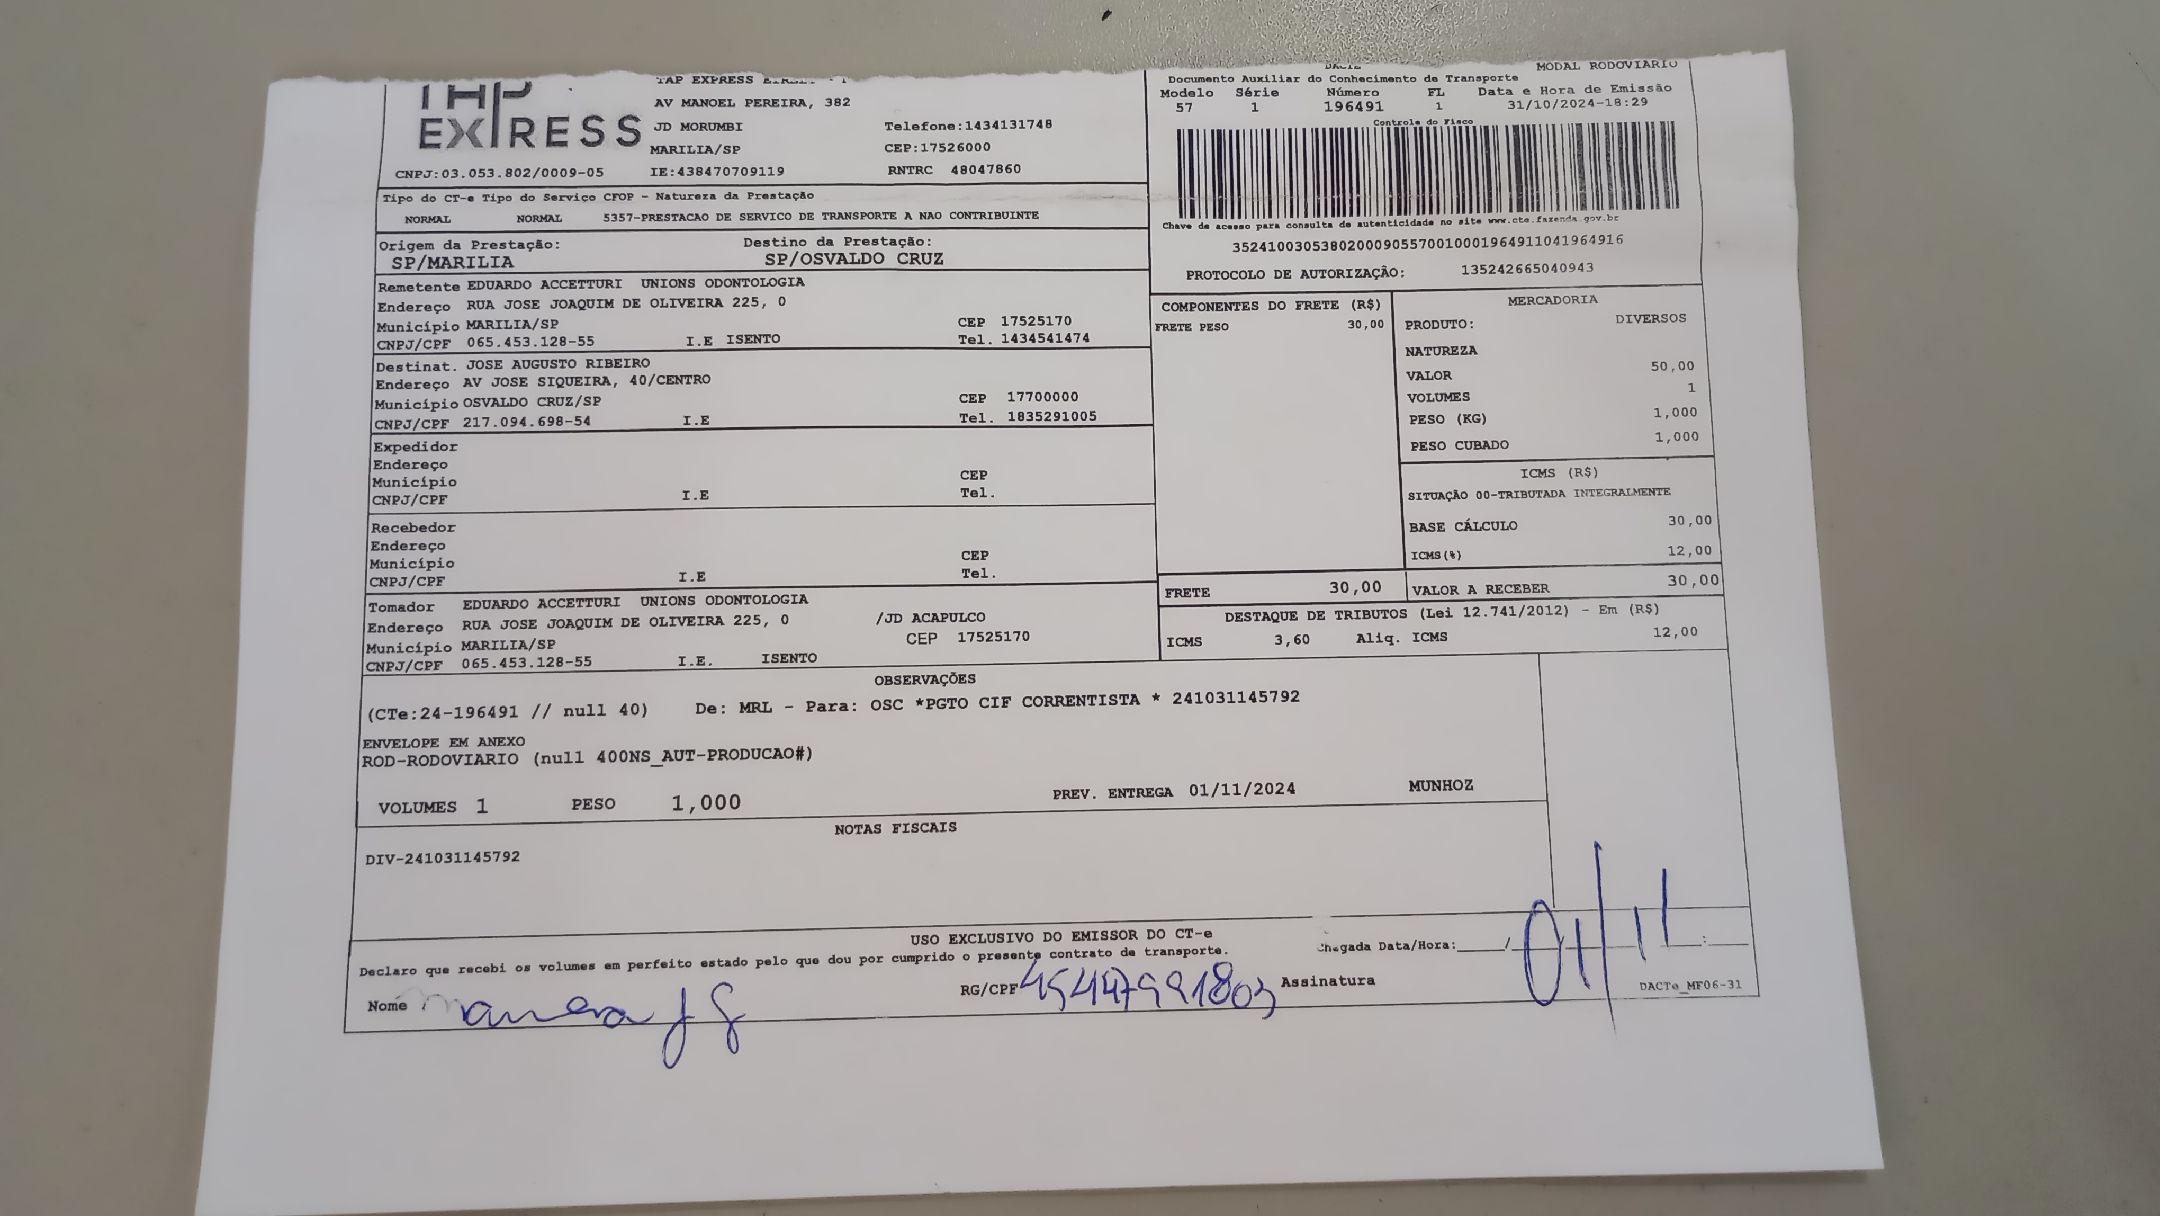 TAP EXPRESS
TAP EXPRESS
AV MANOEL PEREIRA, 382
JD MORUMBI Telefone:1434131748
MARILIA/SP CEP:17526000
CNPJ:03.053.802/0009-05 IE:438470709119 RNTRC 48047860
DACTE MODAL RODOVIARIO
Documento Auxiliar do Conhecimento de Transporte
Modelo Série Número FL Data e Hora de Emissão
57 1 196491 1 31/10/2024-18:29
Controle do Fisco
Chave de acesso para consulta de autenticidade no site www.cte.fazenda.gov.br
35241003053802000905570010001964911041964916
PROTOCOLO DE AUTORIZAÇÃO: 135242665040943
Tipo do CT-e Tipo do Serviço CFOP - Natureza da Prestação
NORMAL NORMAL 5357-PRESTACAO DE SERVICO DE TRANSPORTE A NAO CONTRIBUINTE
Origem da Prestação: Destino da Prestação:
SP/MARILIA SP/OSVALDO CRUZ
Remetente EDUARDO ACCETTURI UNIONS ODONTOLOGIA
Endereço RUA JOSE JOAQUIM DE OLIVEIRA 225, 0
Município MARILIA/SP CEP 17525170
CNPJ/CPF 065.453.128-55 I.E ISENTO Tel. 1434541474
Destinat. JOSE AUGUSTO RIBEIRO
Endereço AV JOSE SIQUEIRA, 40/CENTRO
Município OSVALDO CRUZ/SP CEP 17700000
CNPJ/CPF 217.094.698-54 I.E Tel. 1835291005
Expedidor
Endereço
Município CEP
CNPJ/CPF I.E Tel.
Recebedor
Endereço
Município CEP
CNPJ/CPF I.E Tel.
Tomador EDUARDO ACCETTURI UNIONS ODONTOLOGIA
Endereço RUA JOSE JOAQUIM DE OLIVEIRA 225, 0 /JD ACAPULCO
Município MARILIA/SP CEP 17525170
CNPJ/CPF 065.453.128-55 I.E. ISENTO
COMPONENTES DO FRETE (R$)
FRETE PESO 30,00
MERCADORIA
PRODUTO: DIVERSOS
NATUREZA
VALOR 50,00
VOLUMES 1
PESO (KG) 1,000
PESO CUBADO 1,000
ICMS (R$)
SITUAÇÃO 00-TRIBUTADA INTEGRALMENTE
BASE CÁLCULO 30,00
ICMS(%) 12,00
FRETE 30,00 VALOR A RECEBER 30,00
DESTAQUE DE TRIBUTOS (Lei 12.741/2012) - Em (R$)
ICMS 3,60 Aliq. ICMS 12,00
OBSERVAÇÕES
(CTe:24-196491 // null 40) De: MRL - Para: OSC *PGTO CIF CORRENTISTA * 241031145792
ENVELOPE EM ANEXO
ROD-RODOVIARIO (null 400NS_AUT-PRODUCAO#)
VOLUMES 1 PESO 1,000 PREV. ENTREGA 01/11/2024 MUNHOZ
NOTAS FISCAIS
DIV-241031145792
USO EXCLUSIVO DO EMISSOR DO CT-e
Declaro que recebi os volumes em perfeito estado pelo que dou por cumprido o presente contrato de transporte.
Chegada Data/Hora:_____/ 01/11
Nome RG/CPF 45447991803 Assinatura
DACTe_MF06-31